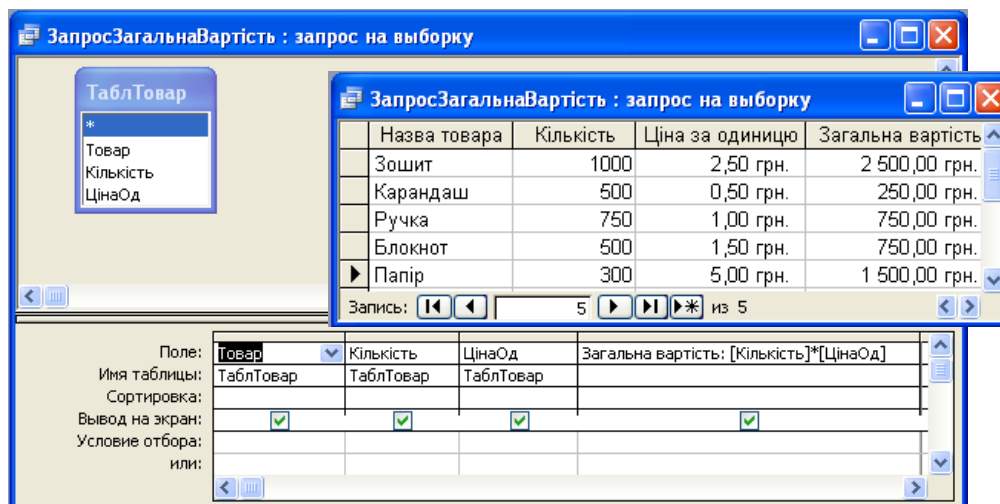 ЗапросЗагальнаВартість : запрос на выборку
ТаблТовар
*
Товар
Кількість
ЦінаОд
ЗапросЗагальнаВартість : запрос на выборку
Назва товара Кількість Ціна за одиницю Загальна вартість
Зошит 1000 2,50 грн. 2 500,00 грн.
Карандаш 500 0,50 грн. 250,00 грн.
Ручка 750 1,00 грн. 750,00 грн.
Блокнот 500 1,50 грн. 750,00 грн.
Папір 300 5,00 грн. 1 500,00 грн.
Запись: 5 из 5
Поле: Товар Кількість ЦінаОд Загальна вартість: [Кількість]*[ЦінаОд]
Имя таблицы: ТаблТовар ТаблТовар ТаблТовар
Сортировка:
Вывод на экран:
Условие отбора:
или: